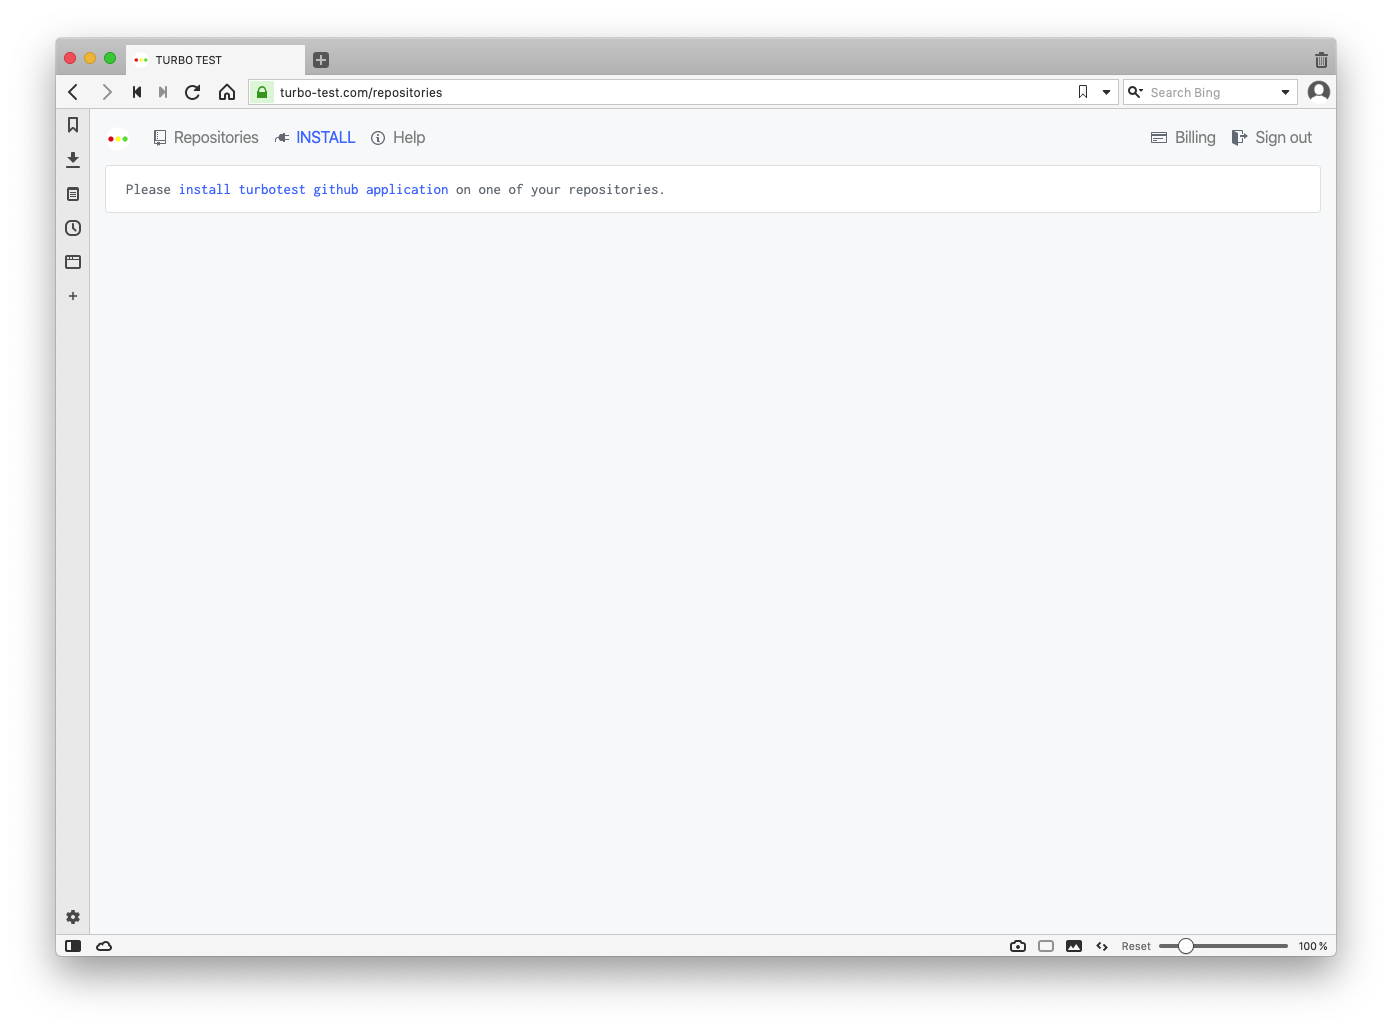 TURBO TEST
turbo-test.com/repositories
Search Bing
Repositories INSTALL Help Billing Sign out
Please install turbotest github application on one of your repositories.
Reset 100 %